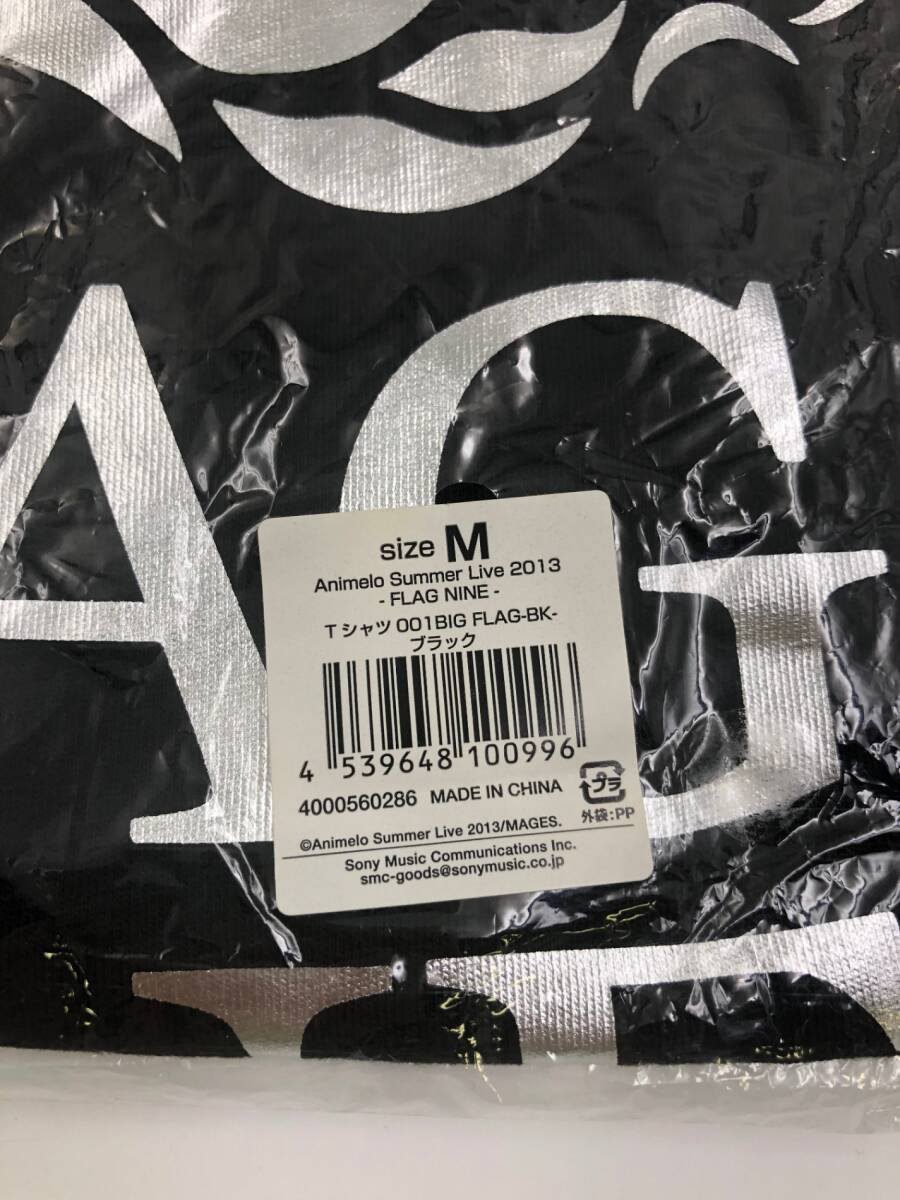 AG
size M
Animelo Summer Live 2013
- FLAG NINE -
Tシャツ 001BIG FLAG-BK-
ブラック
4 539648 100996
4000560286 MADE IN CHINA
プラ
外袋:PP
©Animelo Summer Live 2013/MAGES.
Sony Music Communications Inc.
smc-goods@sonymusic.co.jp